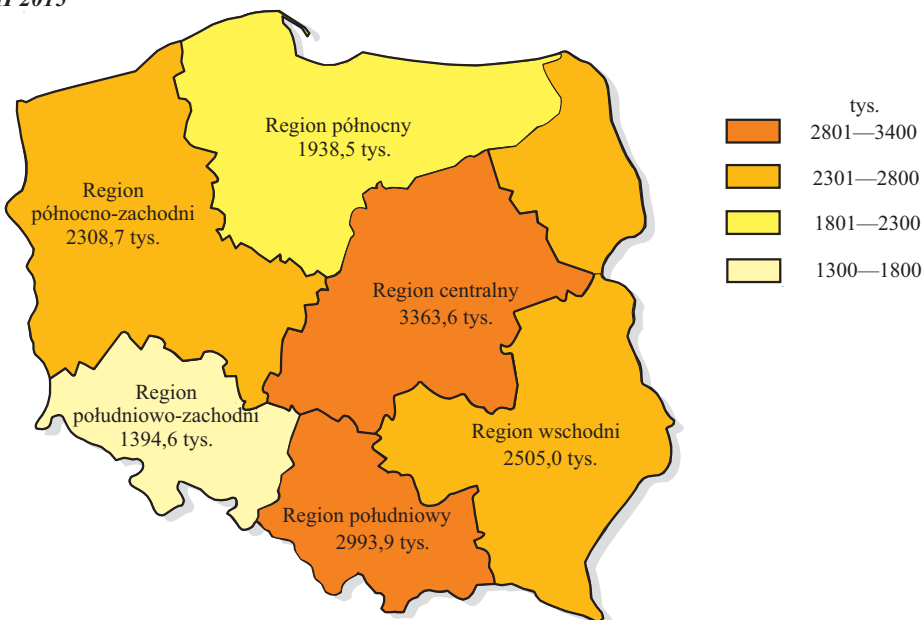 2015
Region północny
1938,5 tys.
Region
północno-zachodni
2308,7 tys.
Region centralny
3363,6 tys.
Region
południowo-zachodni
1394,6 tys.
Region wschodni
2505,0 tys.
Region południowy
2993,9 tys.
tys.
2801—3400
2301—2800
1801—2300
1300—1800